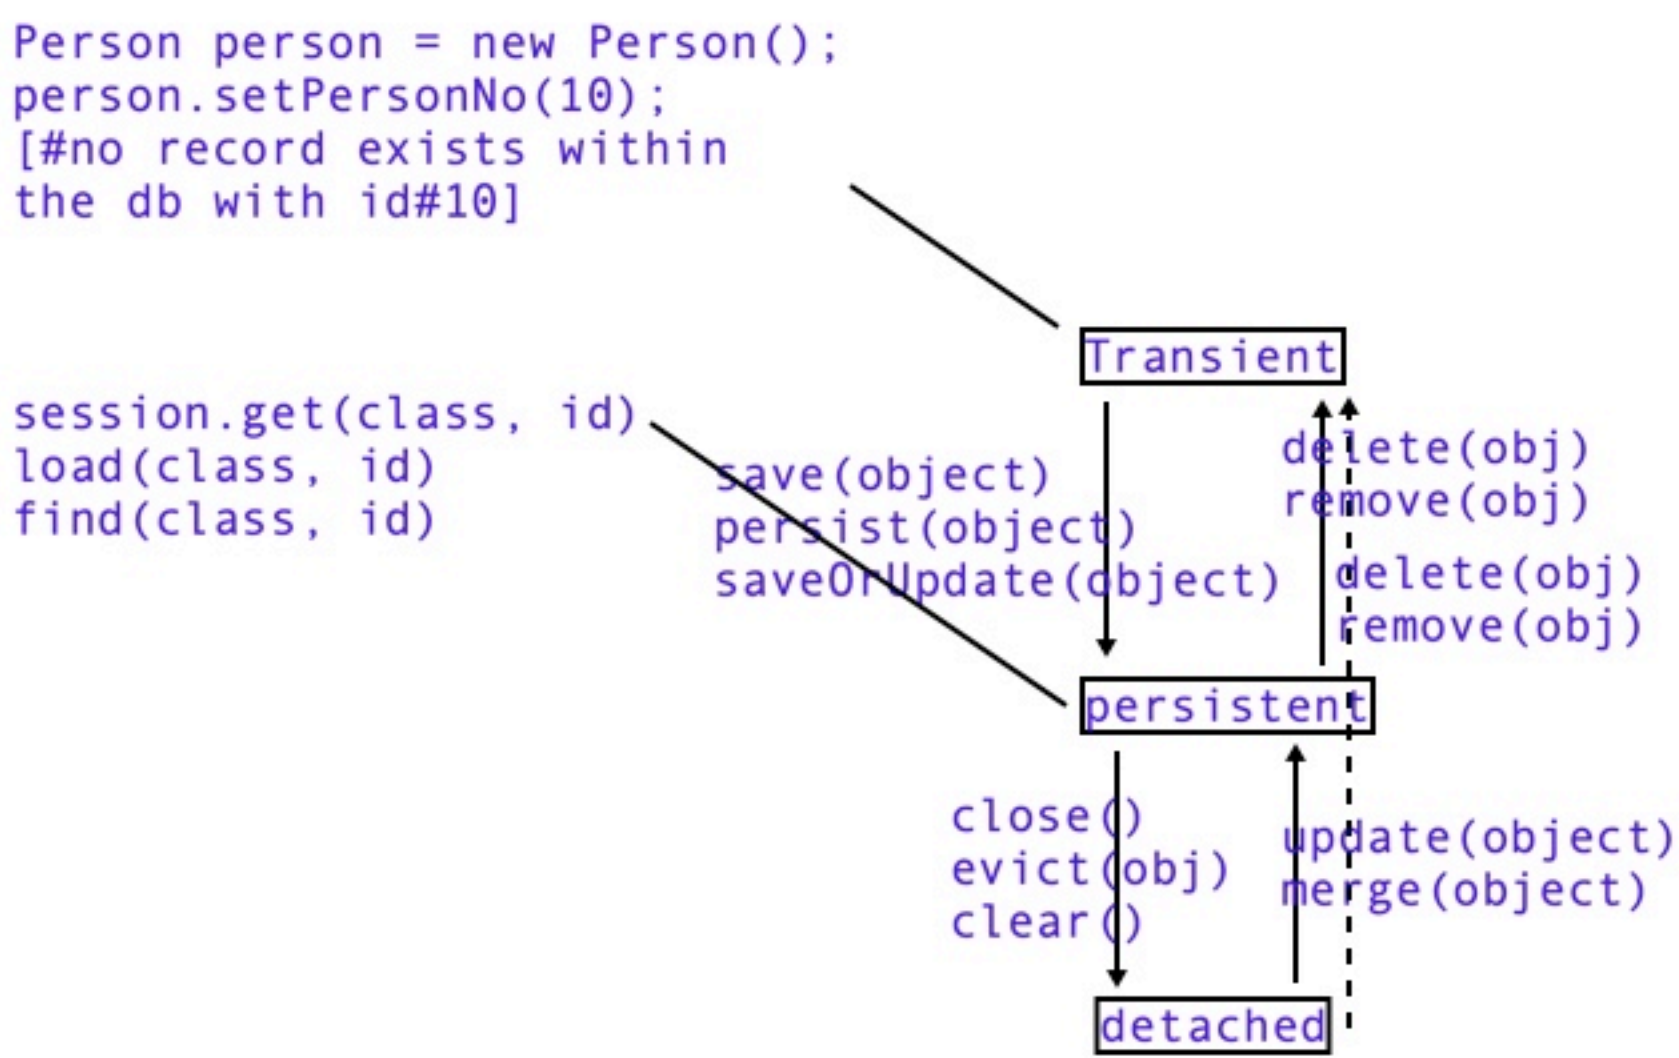 Person person = new Person();
person.setPersonNo(10);
[#no record exists within
the db with id#10]
Transient
session.get(class, id)
load(class, id)
find(class, id)
save(object)
persist(object)
saveOrUpdate(object)
delete(obj)
remove(obj)
delete(obj)
remove(obj)
persistent
close()
evict(obj)
clear()
update(object)
merge(object)
detached